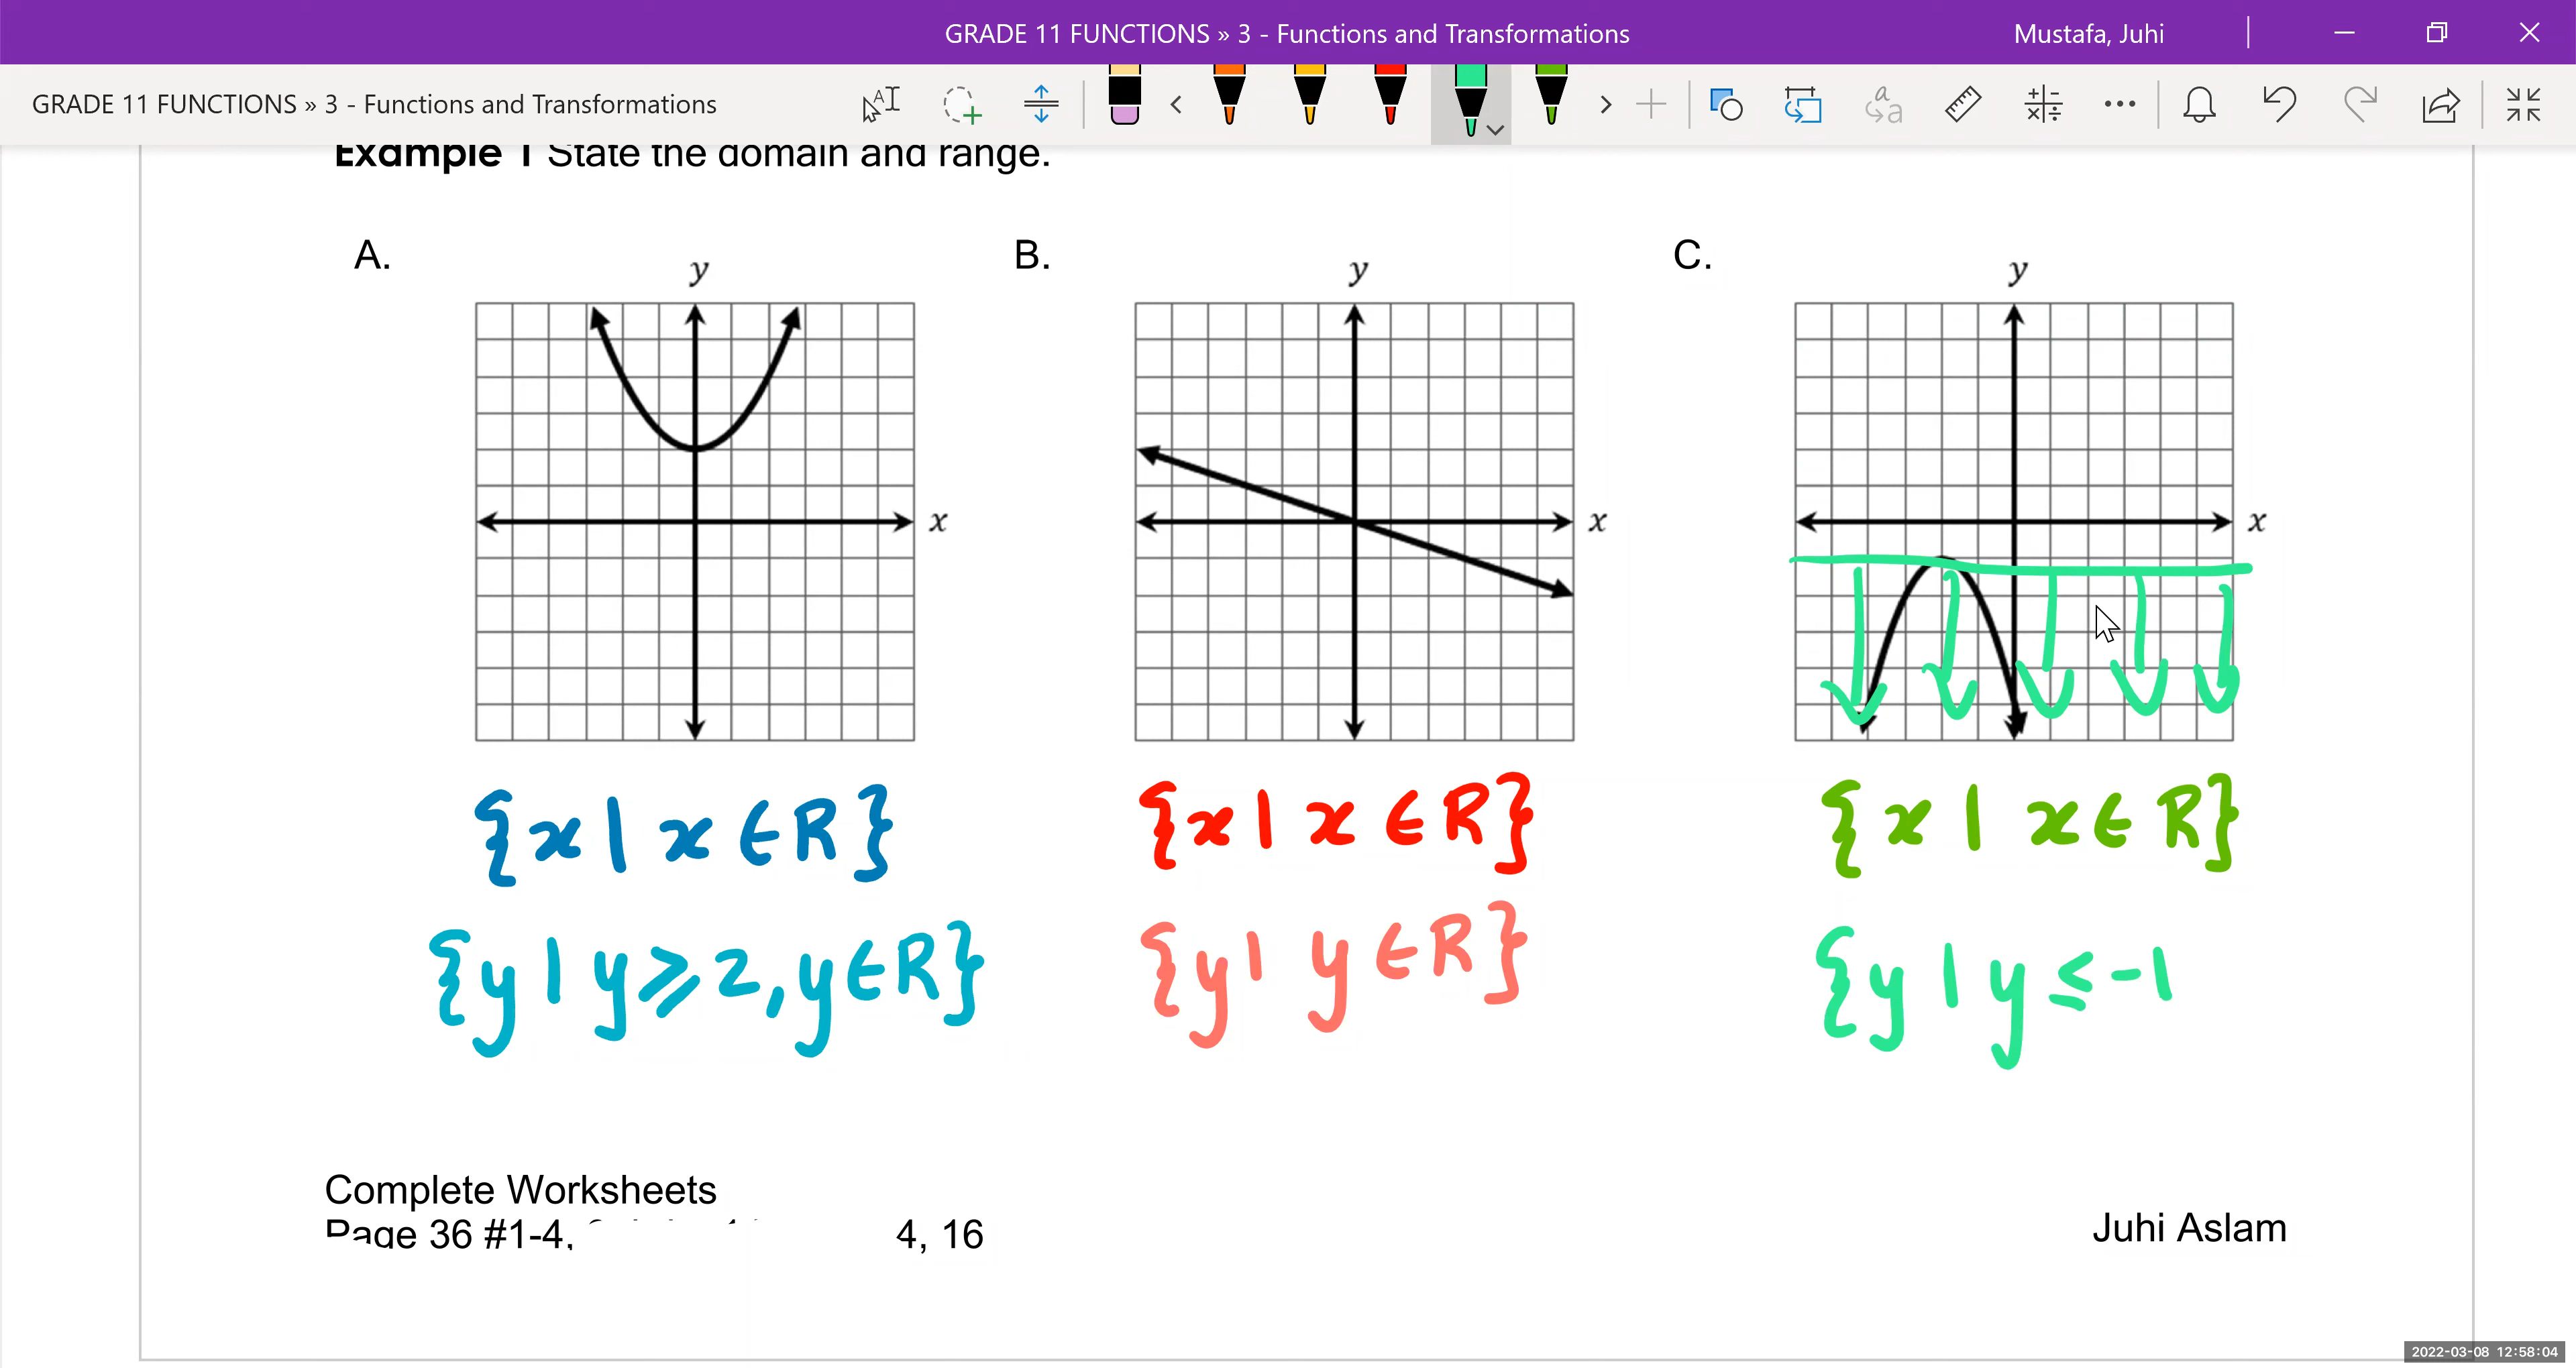 GRADE 11 FUNCTIONS » 3 - Functions and Transformations
Mustafa, Juhi
GRADE 11 FUNCTIONS » 3 - Functions and Transformations
Example 1 State the domain and range.
A.
B.
C.
y
y
y
x
x
x
{x | x ∈ R}
{x | x ∈ R}
{x | x ∈ R}
{y | y ⩾ 2, y ∈ R}
{y | y ∈ R}
{y | y ≤ -1
Complete Worksheets
Page 36 #1-4, 4, 16
Juhi Aslam
2022-03-08 12:58:04